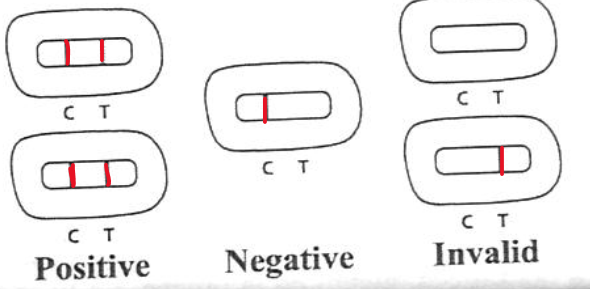 C T
C T
Positive
C T
Negative
C T
C T
Invalid